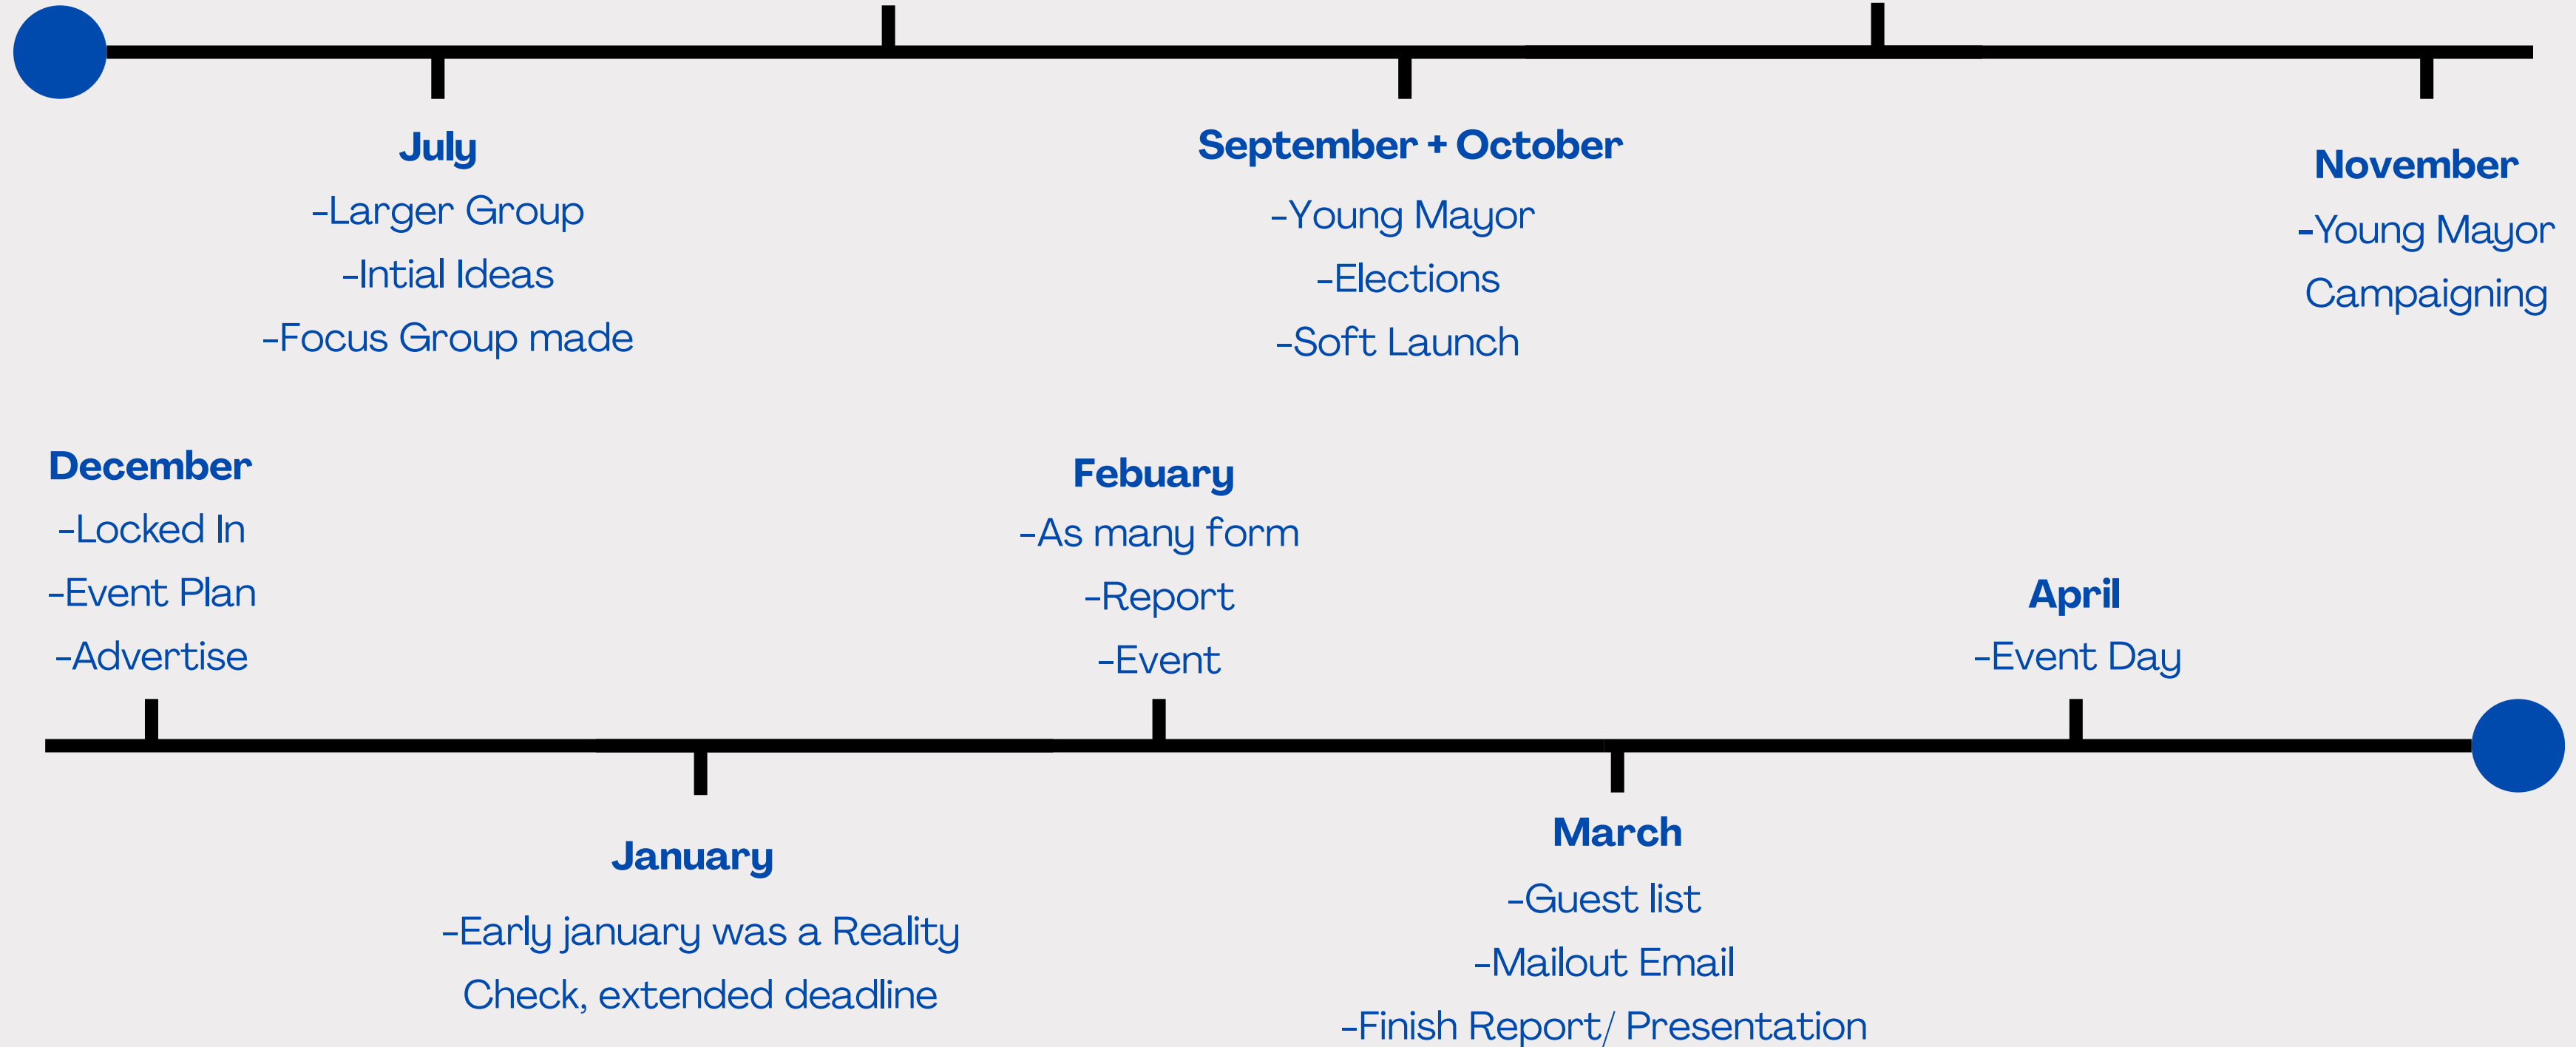 July
-Larger Group
-Intial Ideas
-Focus Group made
September + October
-Young Mayor
-Elections
-Soft Launch
November
-Young Mayor
Campaigning
December
-Locked In
-Event Plan
-Advertise
January
-Early january was a Reality
Check, extended deadline
Febuary
-As many form
-Report
-Event
March
-Guest list
-Mailout Email
-Finish Report/ Presentation
April
-Event Day